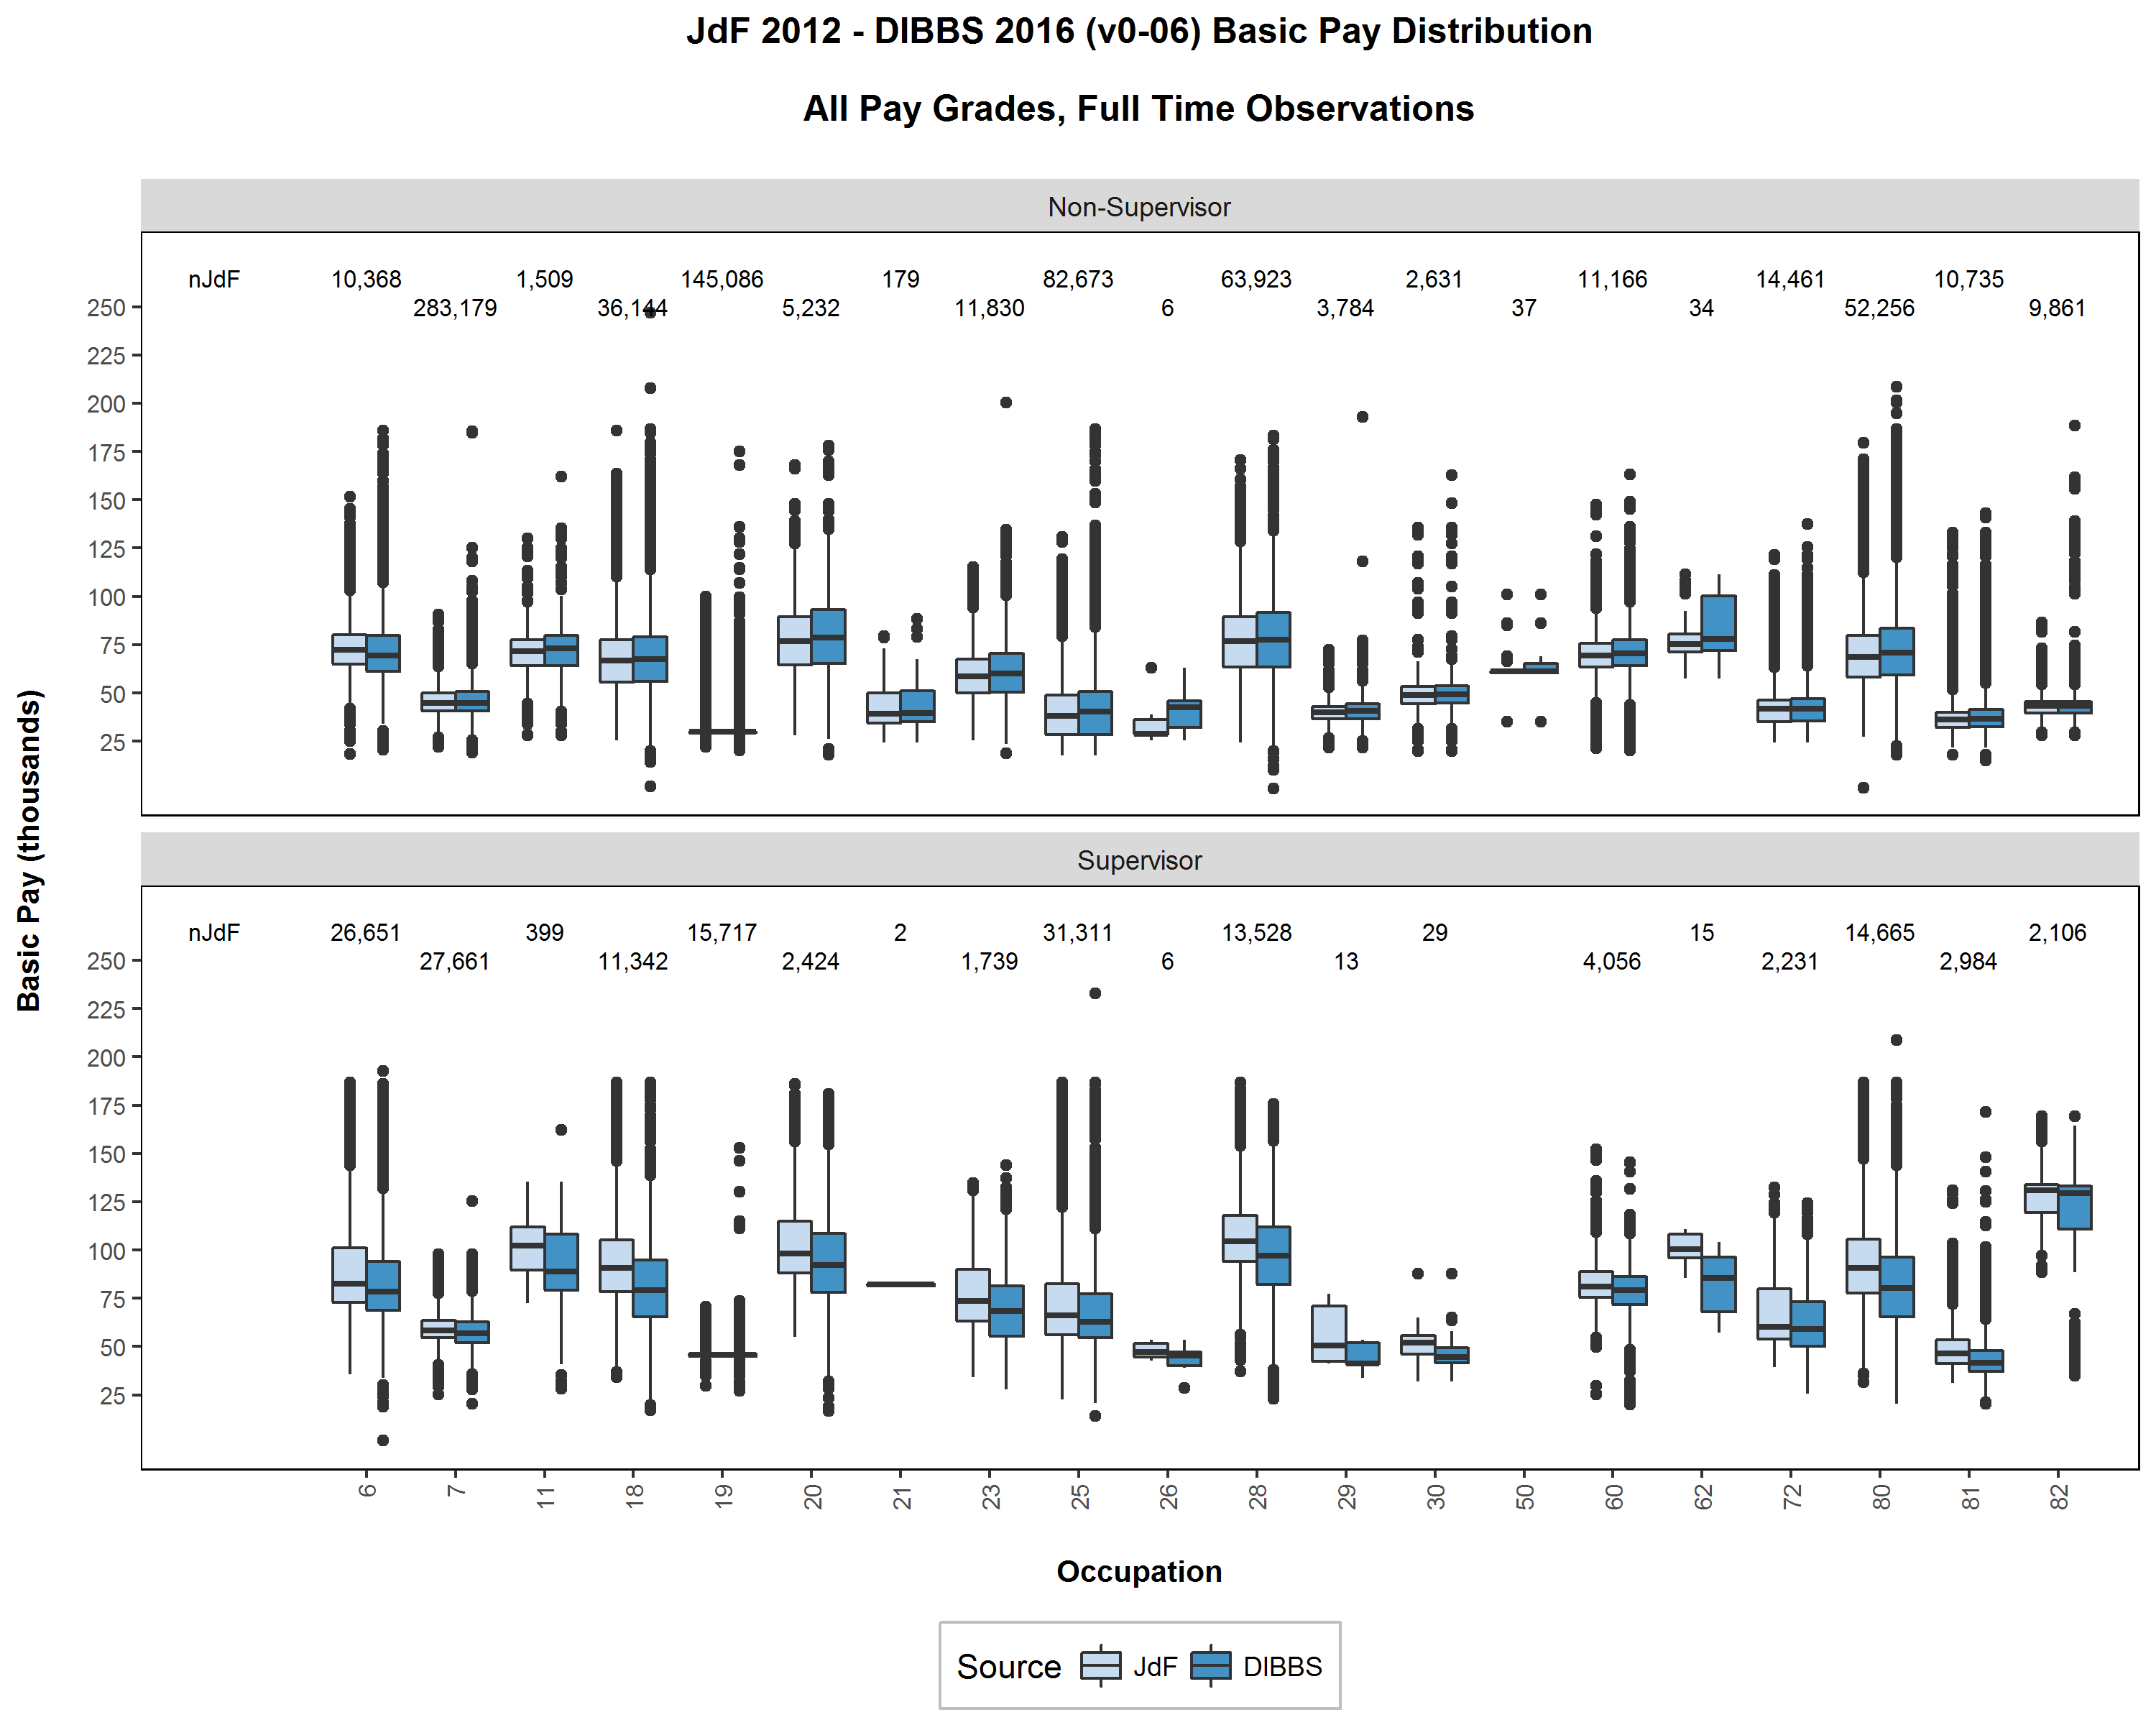 JdF 2012 - DIBBS 2016 (v0-06) Basic Pay Distribution
All Pay Grades, Full Time Observations
Non-Supervisor
nJdF 10,368 1,509 145,086 179 82,673 63,923 2,631 11,166 14,461 10,735
283,179 36,144 5,232 11,830 6 3,784 37 34 52,256 9,861
250
225
200
175
150
125
100
75
50
25
Supervisor
nJdF 26,651 399 15,717 2 31,311 13,528 29 15 14,665 2,106
27,661 11,342 2,424 1,739 6 13 4,056 2,231 2,984
250
225
200
175
150
125
100
75
50
25
Basic Pay (thousands)
6 7 11 18 19 20 21 23 25 26 28 29 30 50 60 62 72 80 81 82
Occupation
Source JdF DIBBS